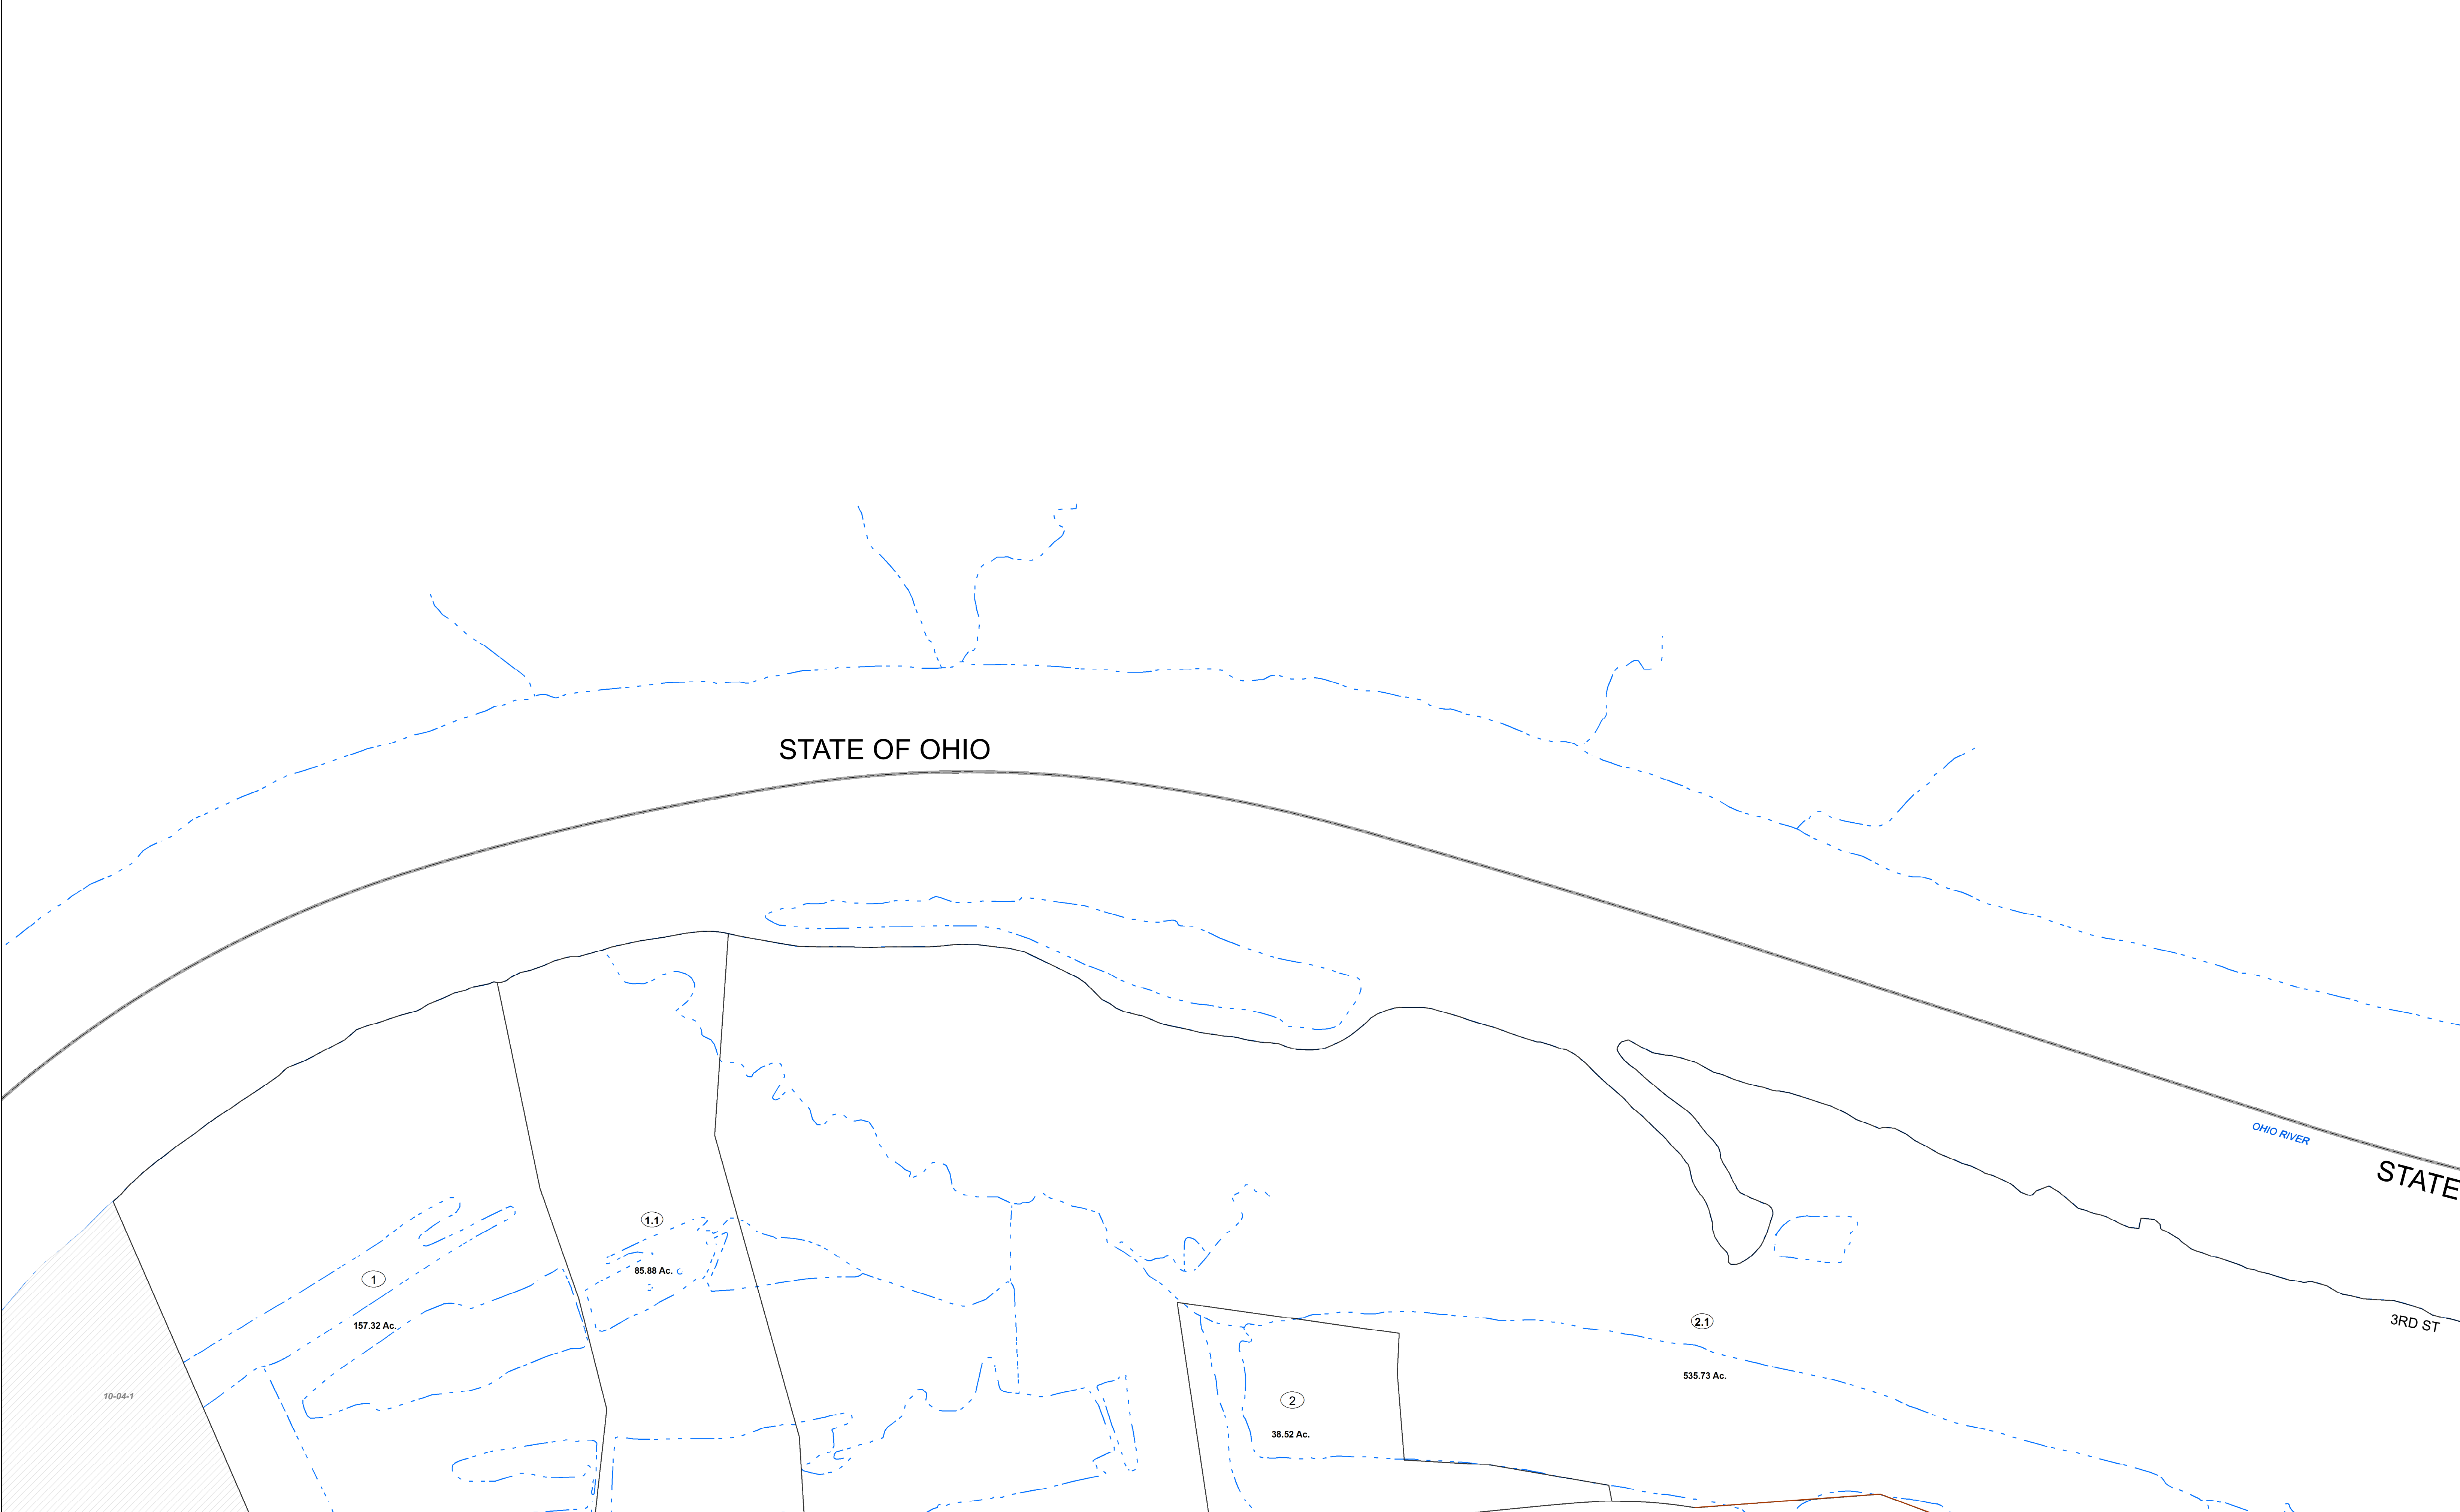 STATE OF OHIO
OHIO RIVER
STATE
1.1
85.88 Ac.
1
157.32 Ac.
3RD ST
2.1
535.73 Ac.
10-04-1
2
38.52 Ac.